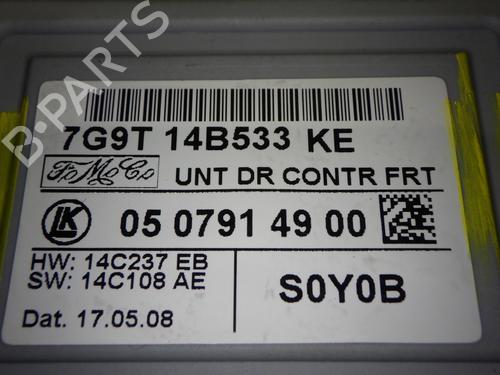 B-PARTS
7G9T 14B533 KE
FoMoCo UNT DR CONTR FRT
LK 05 0791 49 00
HW: 14C237 EB
SW: 14C108 AE
S0Y0B
Dat. 17.05.08